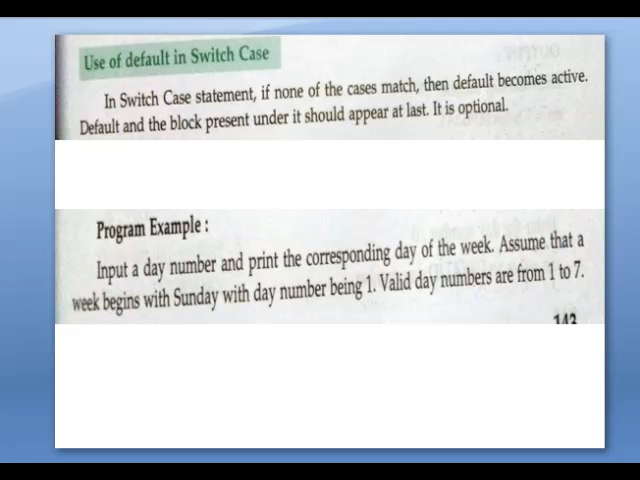 Use of default in Switch Case
In Switch Case statement, if none of the cases match, then default becomes active.
Default and the block present under it should appear at last. It is optional.
Program Example :
Input a day number and print the corresponding day of the week. Assume that a
week begins with Sunday with day number being 1. Valid day numbers are from 1 to 7.